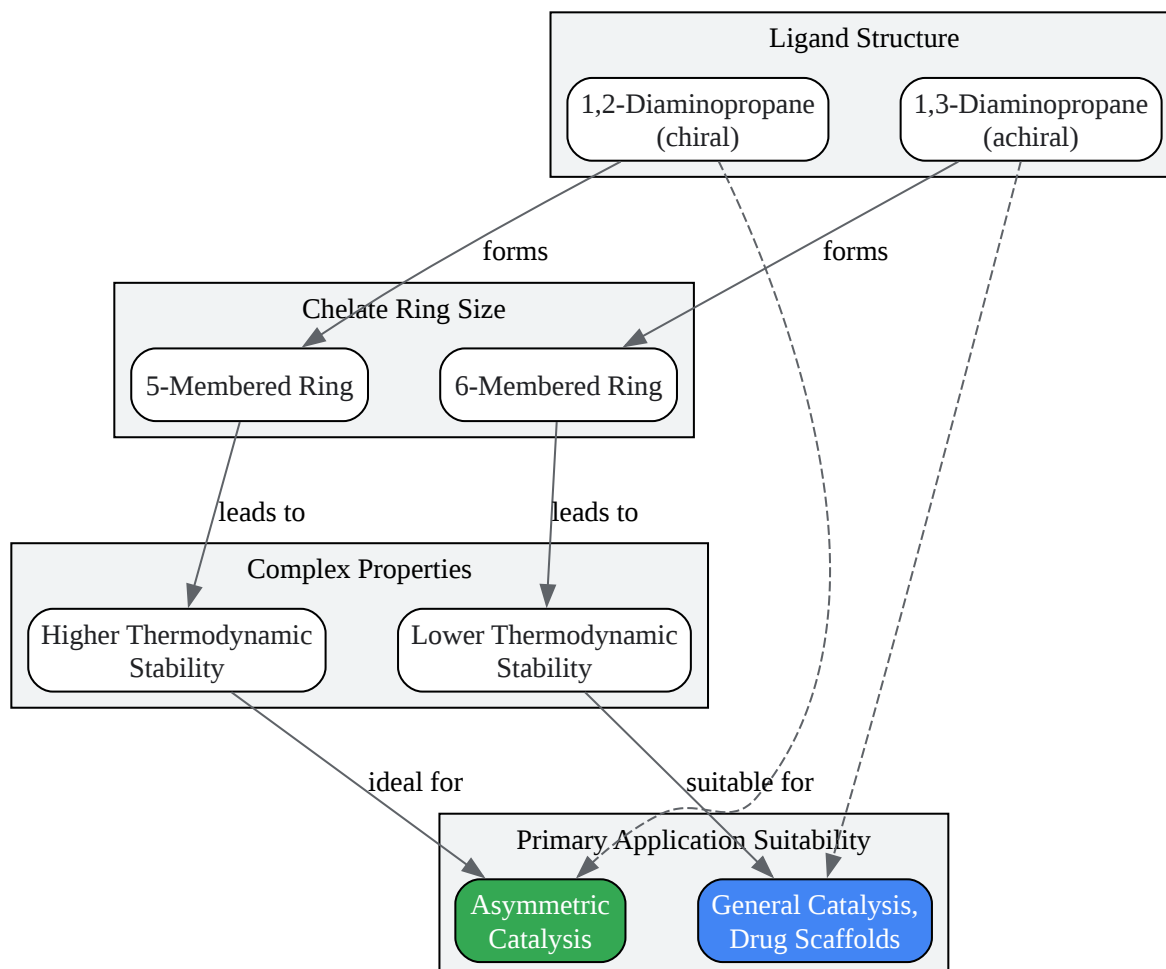 Ligand Structure
1,2-Diaminopropane
(chiral)
1,3-Diaminopropane
(achiral)
forms
forms
Chelate Ring Size
5-Membered Ring
6-Membered Ring
leads to
leads to
Complex Properties
Higher Thermodynamic
Stability
Lower Thermodynamic
Stability
ideal for
suitable for
Primary Application Suitability
Asymmetric
Catalysis
General Catalysis,
Drug Scaffolds